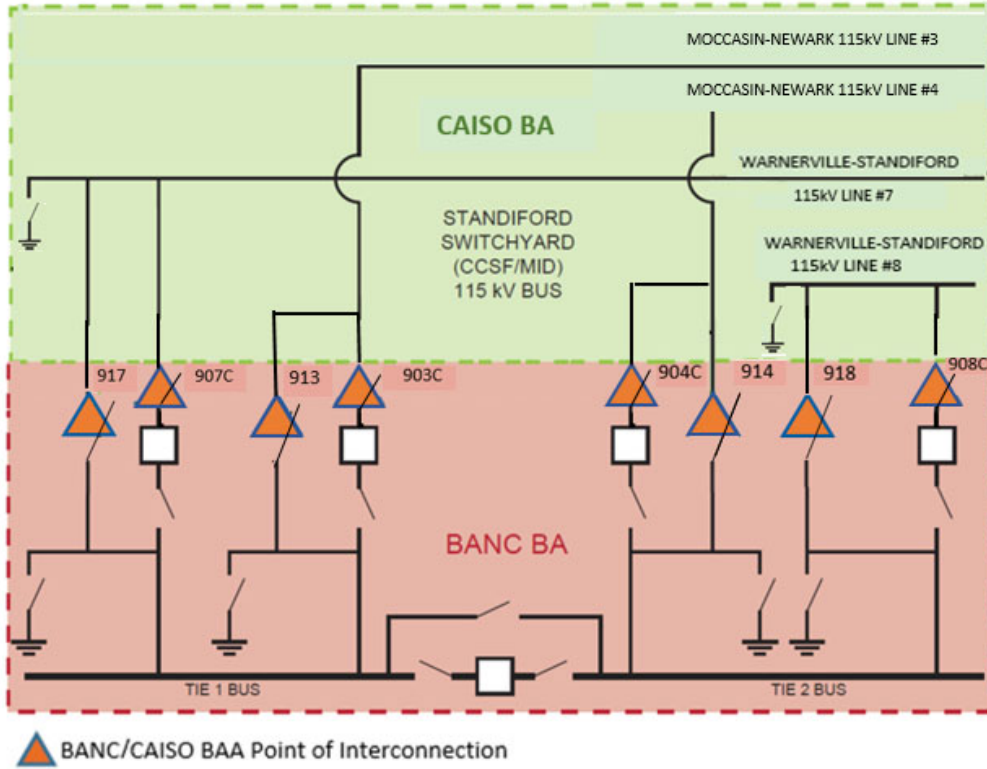 MOCCASIN-NEWARK 115kV LINE #3
MOCCASIN-NEWARK 115kV LINE #4
CAISO BA
WARNERVILLE-STANDIFORD
115kV LINE #7
STANDIFORD
SWITCHYARD
(CCSF/MID)
115 kV BUS
WARNERVILLE-STANDIFORD
115kV LINE #8
917 907C 913 903C 904C 914 918 908C
BANC BA
TIE 1 BUS TIE 2 BUS
BANC/CAISO BAA Point of Interconnection